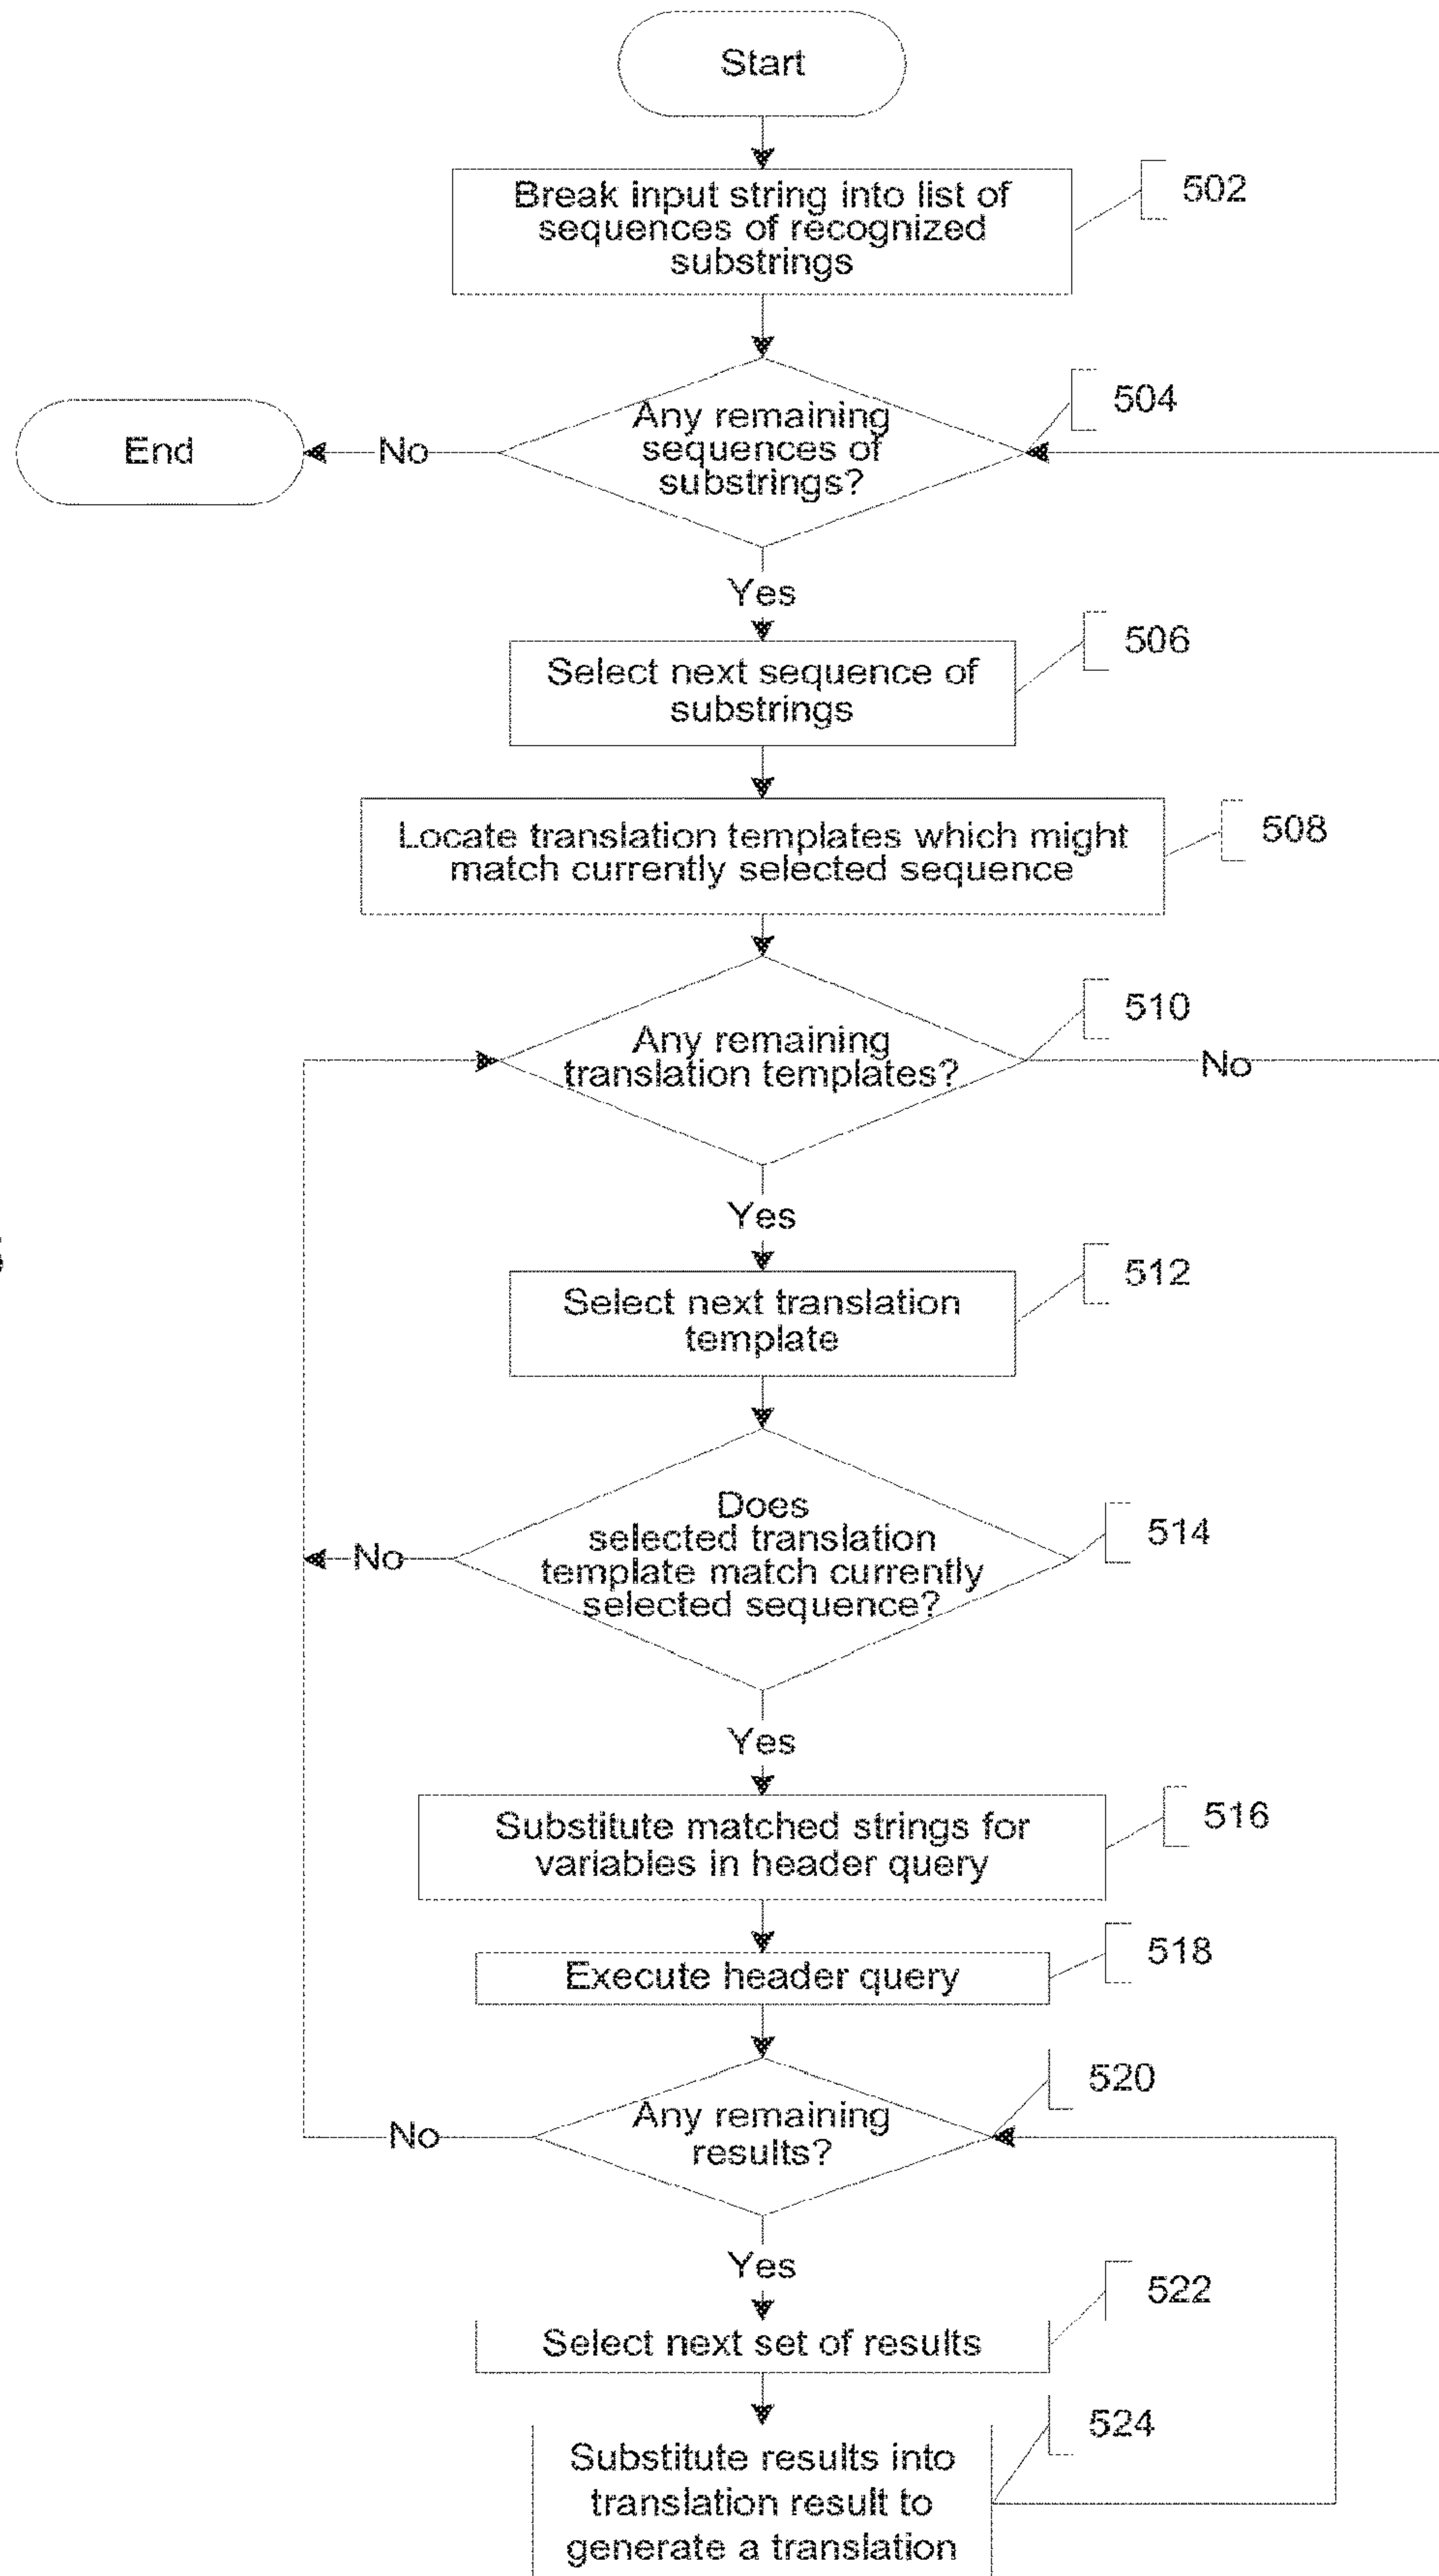 Start
Break input string into list of
sequences of recognized
substrings
502
Any remaining
sequences of
substrings?
504
End
No
Yes
Select next sequence of
substrings
506
Locate translation templates which might
match currently selected sequence
508
Any remaining
translation templates?
510
No
Yes
Select next translation
template
512
Does
selected translation
template match currently
selected sequence?
514
No
Yes
Substitute matched strings for
variables in header query
516
Execute header query
518
Any remaining
results?
520
No
Yes
Select next set of results
522
Substitute results into
translation result to
generate a translation
524